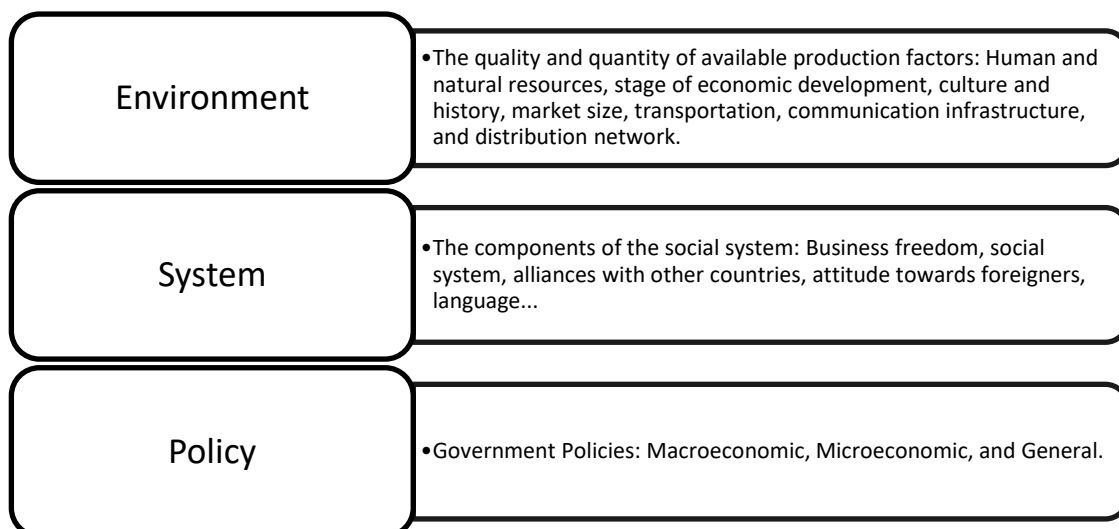 Environment
•The quality and quantity of available production factors: Human and
natural resources, stage of economic development, culture and
history, market size, transportation, communication infrastructure,
and distribution network.
System
•The components of the social system: Business freedom, social
system, alliances with other countries, attitude towards foreigners,
language...
Policy
•Government Policies: Macroeconomic, Microeconomic, and General.